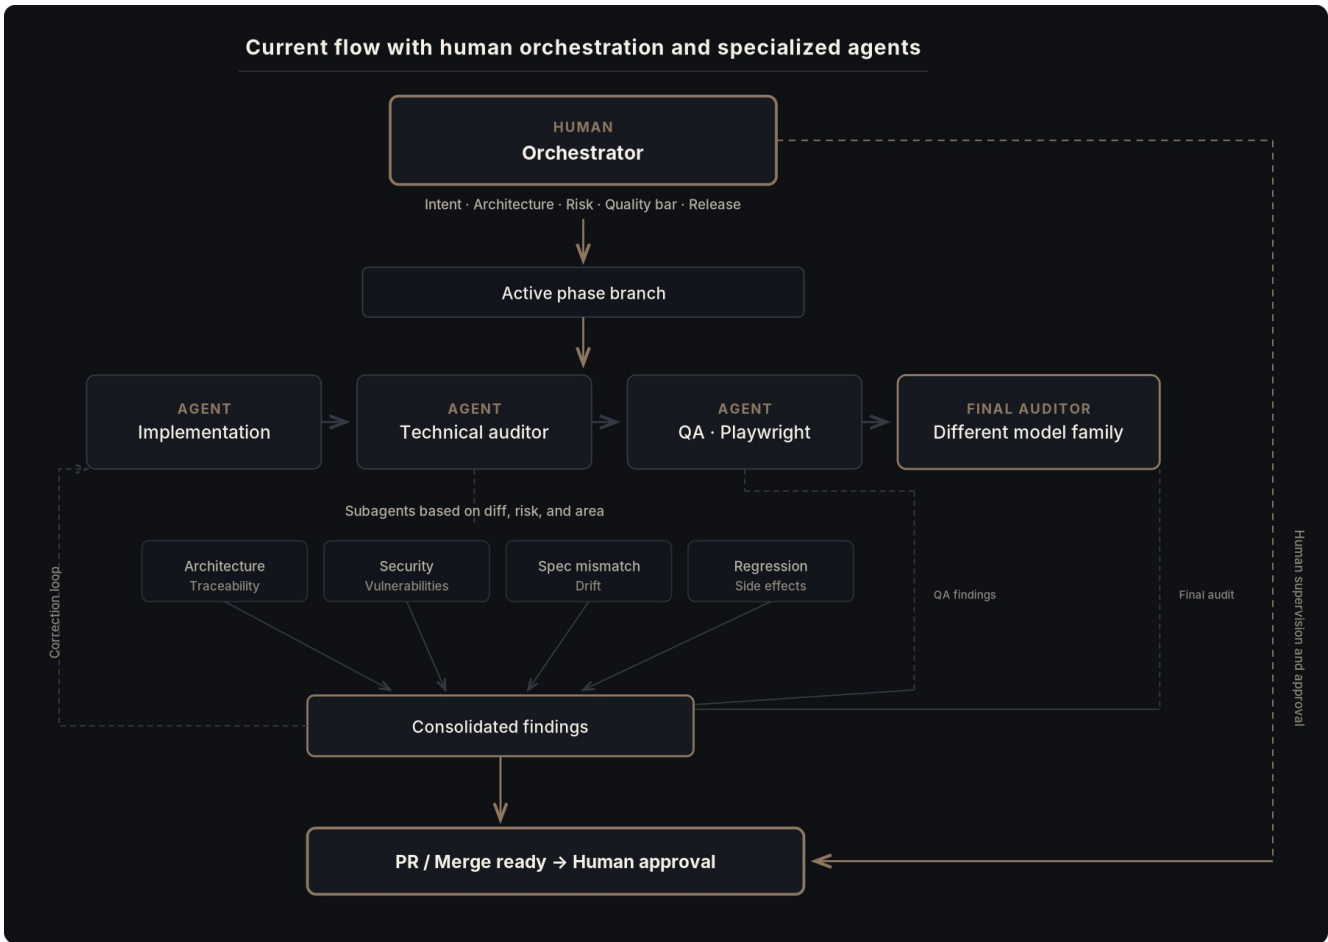 Current flow with human orchestration and specialized agents
HUMAN
Orchestrator
Intent · Architecture · Risk · Quality bar · Release
Active phase branch
AGENT
Implementation
AGENT
Technical auditor
AGENT
QA · Playwright
FINAL AUDITOR
Different model family
Subagents based on diff, risk, and area
Architecture
Traceability
Security
Vulnerabilities
Spec mismatch
Drift
Regression
Side effects
QA findings
Final audit
Correction loop
Human supervision and approval
Consolidated findings
PR / Merge ready → Human approval